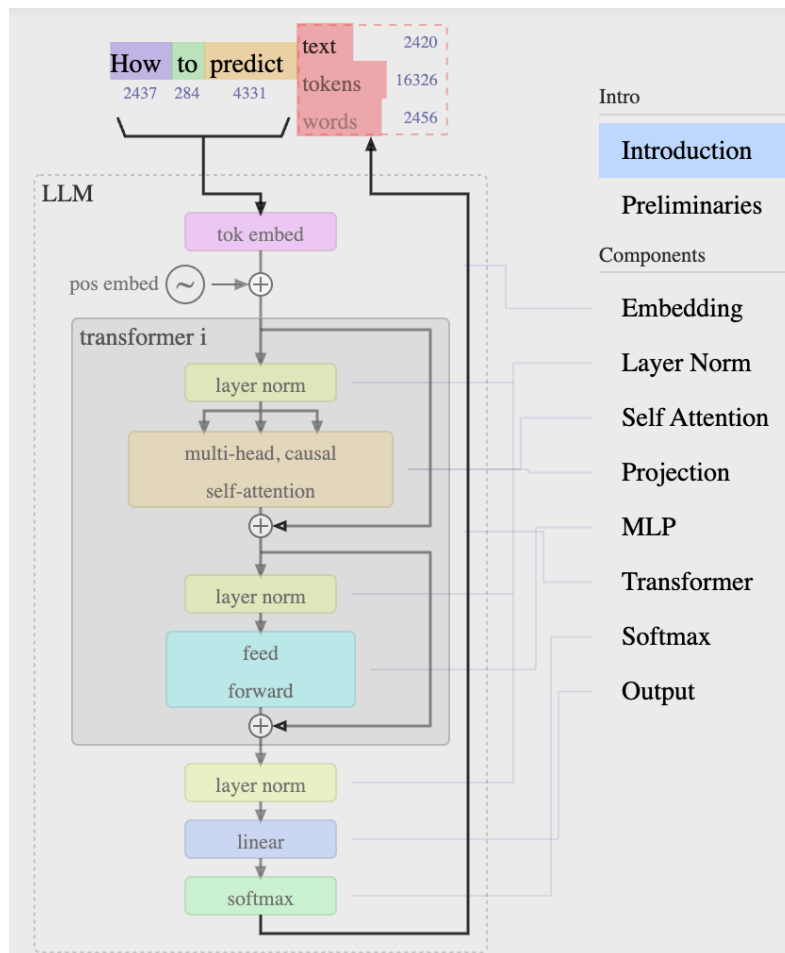 How to predict
2437 284 4331
text 2420
tokens 16326
words 2456
LLM
tok embed
pos embed ~
transformer i
layer norm
multi-head, causal
self-attention
layer norm
feed
forward
layer norm
linear
softmax
Intro
Introduction
Preliminaries
Components
Embedding
Layer Norm
Self Attention
Projection
MLP
Transformer
Softmax
Output